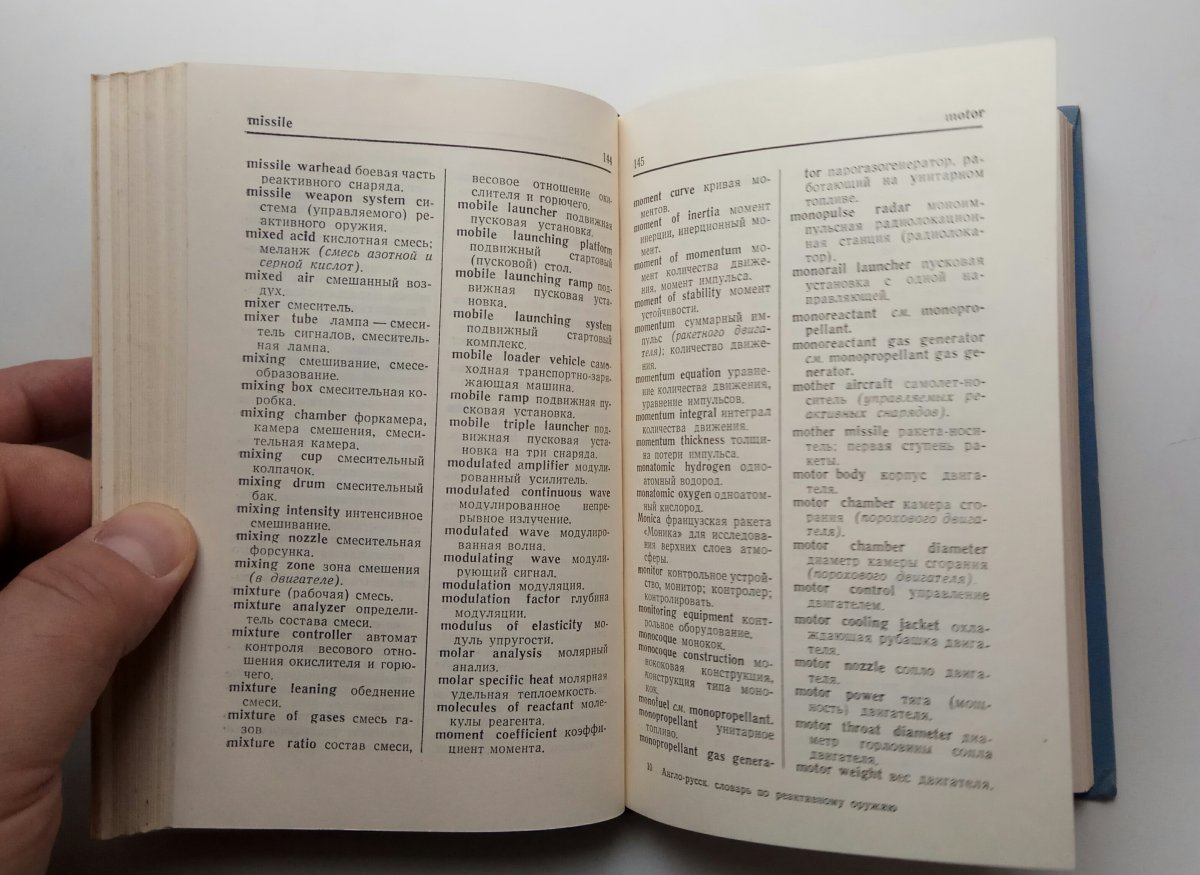 missile
144
missile warhead боевая часть
реактивного снаряда.
missile weapon system си-
стема (управляемого) ре-
активного оружия.
mixed acid кислотная смесь;
меланж (смесь азотной и
серной кислот).
mixed air смешанный воз-
дух.
mixer смеситель.
mixer tube лампа — смеси-
тель сигналов, смеситель-
ная лампа.
mixing смешивание, смесе-
образование.
mixing box смесительная ко-
робка.
mixing chamber форкамера,
камера смешения, смеси-
тельная камера.
mixing cup смесительный
колпачок.
mixing drum смесительный
бак.
mixing intensity интенсивное
смешивание.
mixing nozzle смесительная
форсунка.
mixing zone зона смешения
(в двигателе).
mixture (рабочая) смесь.
mixture analyzer определи-
тель состава смеси.
mixture controller автомат
контроля весового отно-
шения окислителя и горю-
чего.
mixture leaning обеднение
смеси.
mixture of gases смесь га-
зов
mixture ratio состав смеси,
весовое отношение оки-
слителя и горючего.
mobile launcher подвижная
пусковая установка.
mobile launching platform
подвижный стартовый
(пусковой) стол.
mobile launching ramp под-
вижная пусковая уста-
новка.
mobile launching system
подвижный стартовый
комплекс.
mobile loader vehicle само-
ходная транспортно-заря-
жающая машина.
mobile ramp подвижная пу-
сковая установка.
mobile triple launcher под-
вижная пусковая уста-
новка на три снаряда.
modulated amplifier модули-
рованный усилитель.
modulated continuous wave
модулированное непре-
рывное излучение.
modulated wave модулиро-
ванная волна.
modulating wave модули-
рующий сигнал.
modulation модуляция.
modulation factor глубина
модуляции.
modulus of elasticity мо-
дуль упругости.
molar analysis молярный
анализ.
molar specific heat молярная
удельная теплоемкость.
molecules of reactant моле-
кулы реагента.
moment coefficient коэффи-
циент момента.
145
motor
moment curve кривая мо-
ментов.
moment of inertia момент
инерции, инерционный мо-
мент.
moment of momentum мо-
мент количества движе-
ния, момент импульса.
moment of stability момент
устойчивости.
momentum суммарный им-
пульс (ракетного двига-
теля); количество движе-
ния.
momentum equation уравне-
ние количества движения,
уравнение импульсов.
momentum integral интеграл
количества движения.
momentum thickness толщи-
на потери импульса.
monatomic hydrogen одно-
атомный водород.
monatomic oxygen одноатом-
ный кислород.
Monica французская ракета
«Моника» для исследова-
ния верхних слоев атмо-
сферы.
monitor контрольное устрой-
ство, монитор; контролер;
контролировать.
monitoring equipment конт-
рольное оборудование.
monocoque монокок.
monocoque construction мо-
нококовая конструкция,
конструкция типа моно-
кок.
monofuel см. monopropellant.
monopropellant унитарное
топливо.
monopropellant gas genera-
tor парогазогенератор, ра-
ботающий на унитарном
топливе.
monopulse radar моноим-
пульсная радиолокацион-
ная станция (радиолока-
тор).
monorail launcher пусковая
установка с одной на-
правляющей.
monoreactant см. monopro-
pellant.
monoreactant gas generator
см. monopropellant gas ge-
nerator.
mother aircraft самолет-но-
ситель (управляемых ре-
активных снарядов).
mother missile ракета-носи-
тель; первая ступень ра-
кеты.
motor body корпус двига-
теля.
motor chamber камера сго-
рания (порохового двига-
теля).
motor chamber diameter
диаметр камеры сгорания
(порохового двигателя).
motor control управление
двигателем.
motor cooling jacket охла-
ждающая рубашка двига-
теля.
motor nozzle сопло двига-
теля.
motor power тяга (мощ-
ность) двигателя.
motor throat diameter диа-
метр горловины сопла
двигателя.
motor weight вес двигателя.
10 Англо-русск. словарь по реактивному оружию